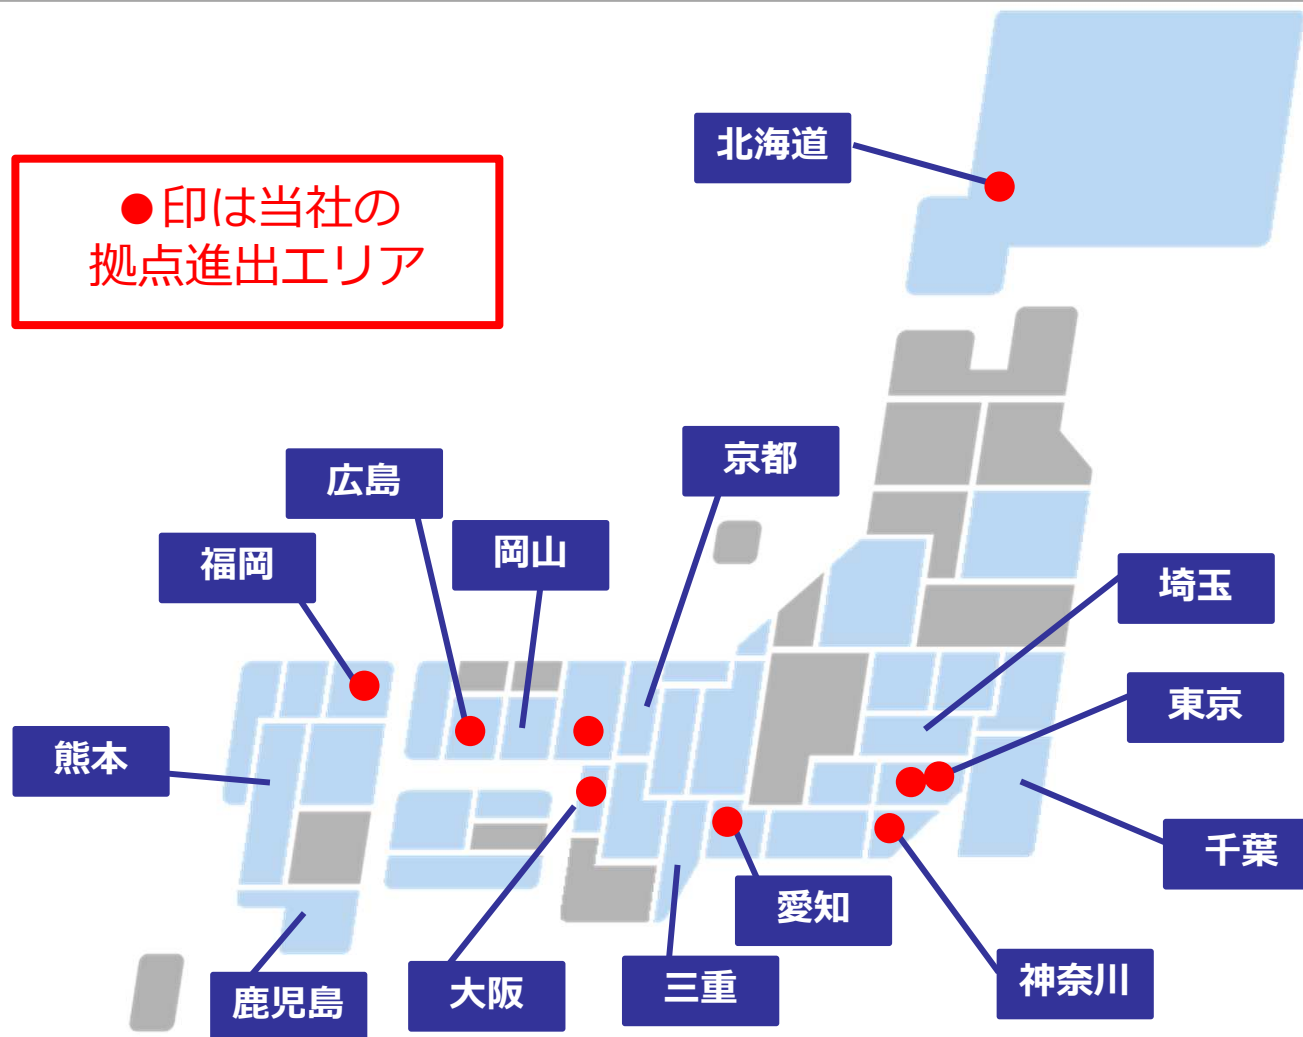 北海道
●印は当社の
拠点進出エリア
京都
広島
岡山
福岡
埼玉
東京
熊本
千葉
愛知
神奈川
三重
大阪
鹿児島